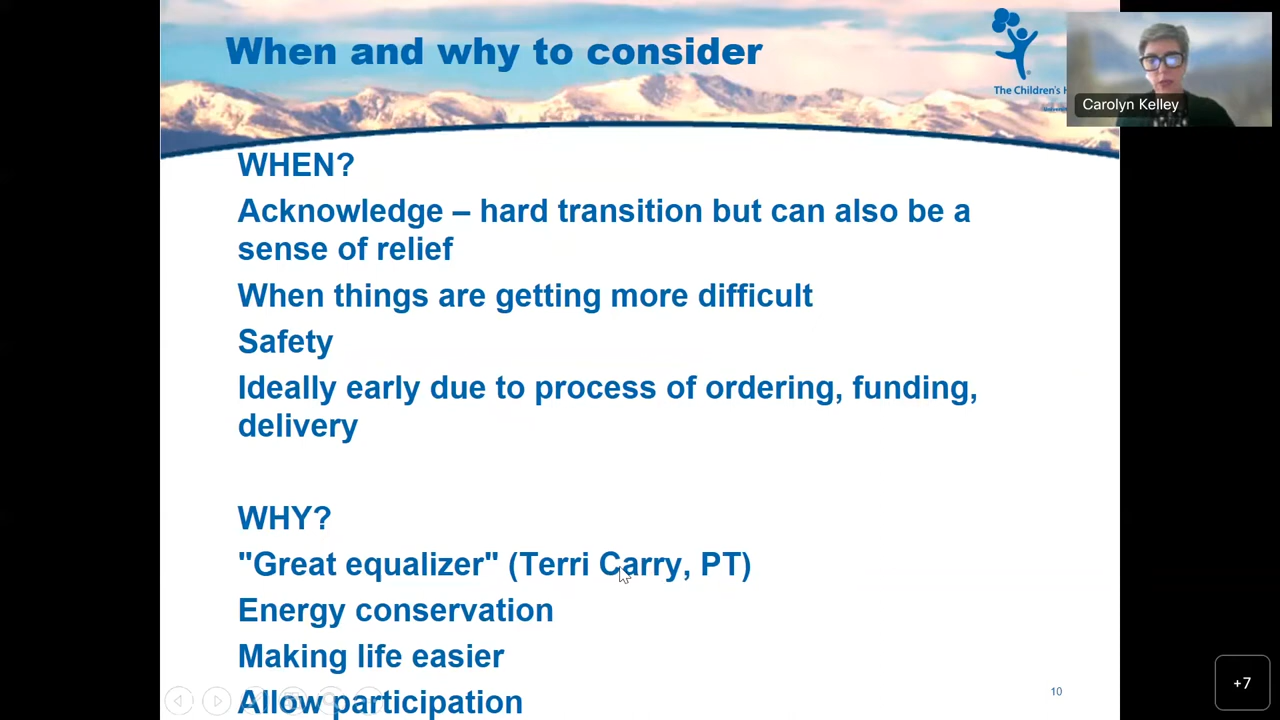 When and why to consider
The Children's H
Carolyn Kelley
WHEN?
Acknowledge – hard transition but can also be a
sense of relief
When things are getting more difficult
Safety
Ideally early due to process of ordering, funding,
delivery
WHY?
"Great equalizer" (Terri Carry, PT)
Energy conservation
Making life easier
Allow participation
10
+7